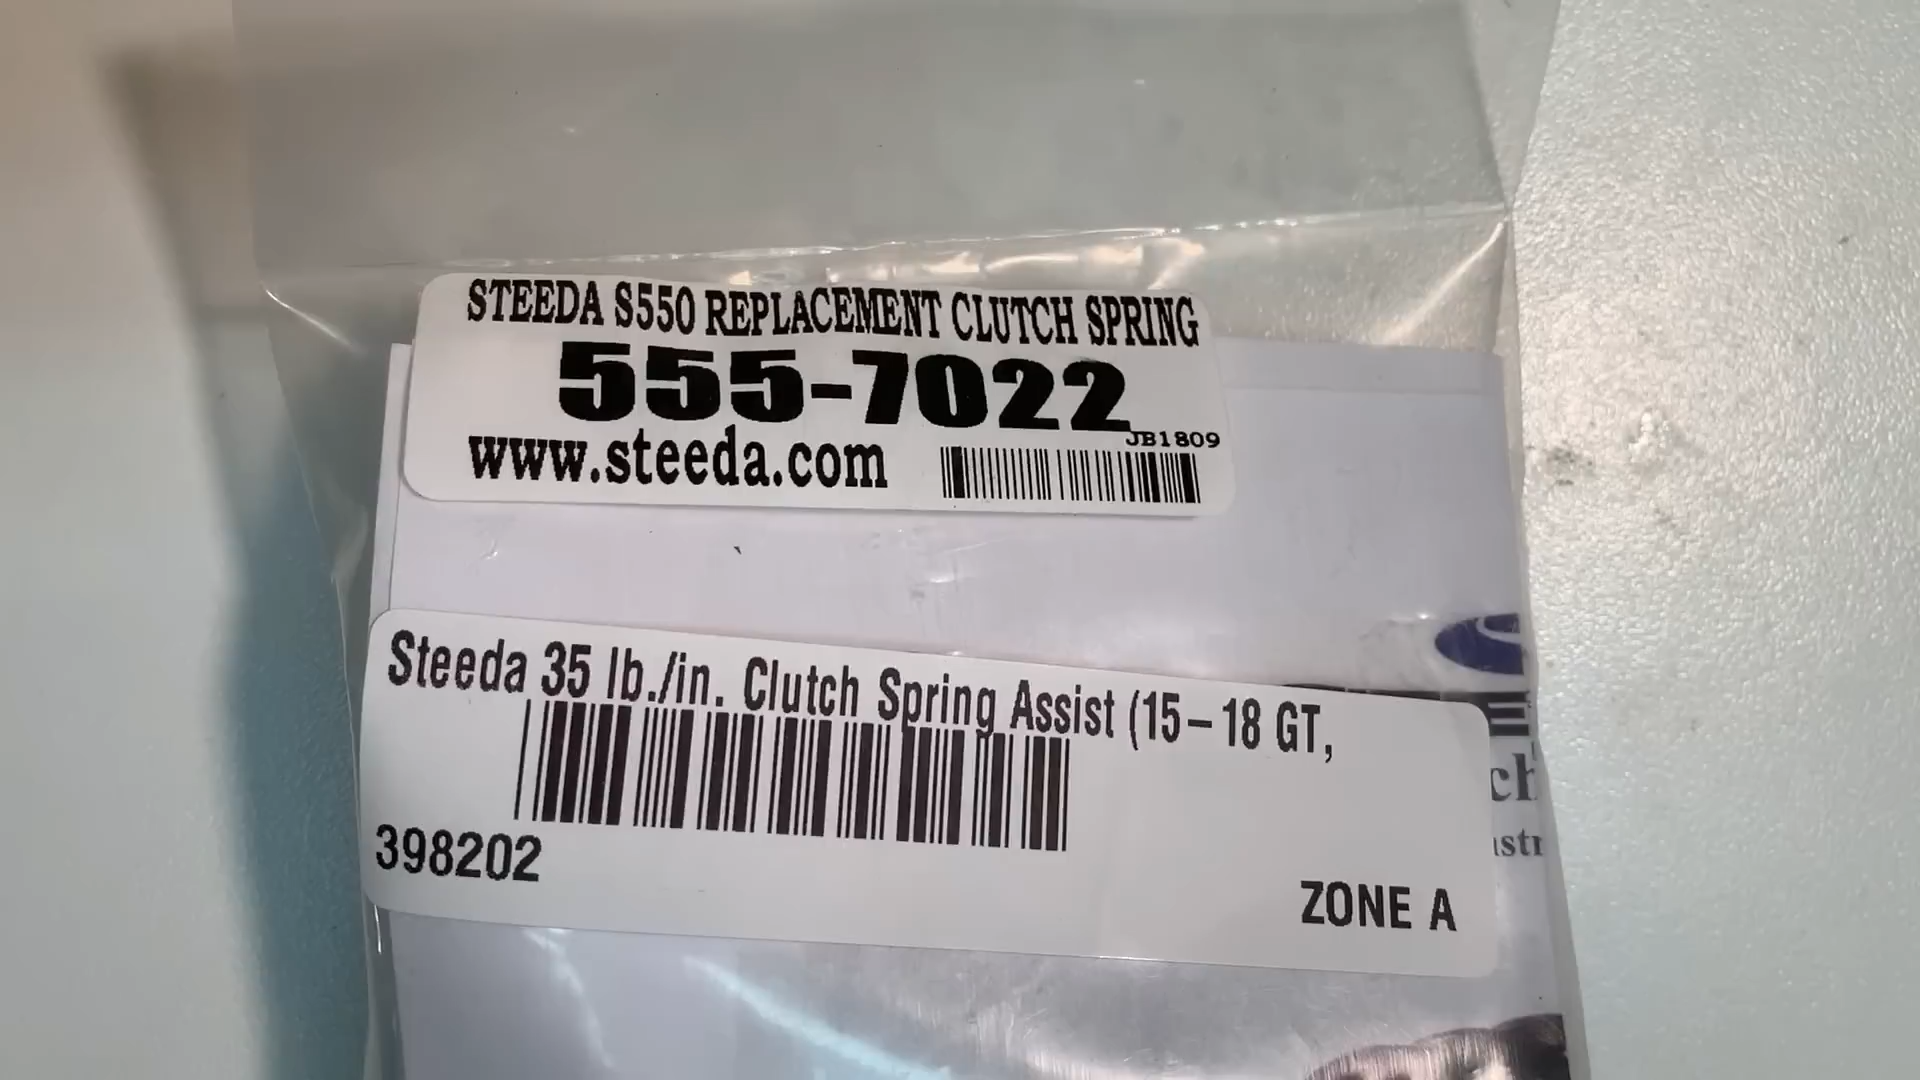 STEEDA S550 REPLACEMENT CLUTCH SPRING
555-7022
JB1809
www.steeda.com
Steeda 35 lb./in. Clutch Spring Assist (15–18 GT,
398202
ZONE A